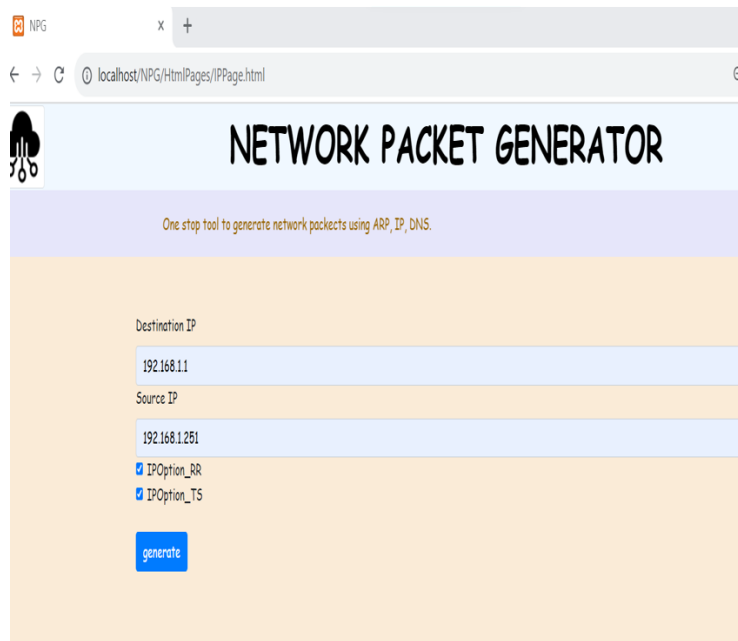 NPG
localhost/NPG/HtmlPages/IPPage.html
NETWORK PACKET GENERATOR
One stop tool to generate network packects using ARP, IP, DNS.
Destination IP
192.168.1.1
Source IP
192.168.1.251
IPOption_RR
IPOption_TS
generate